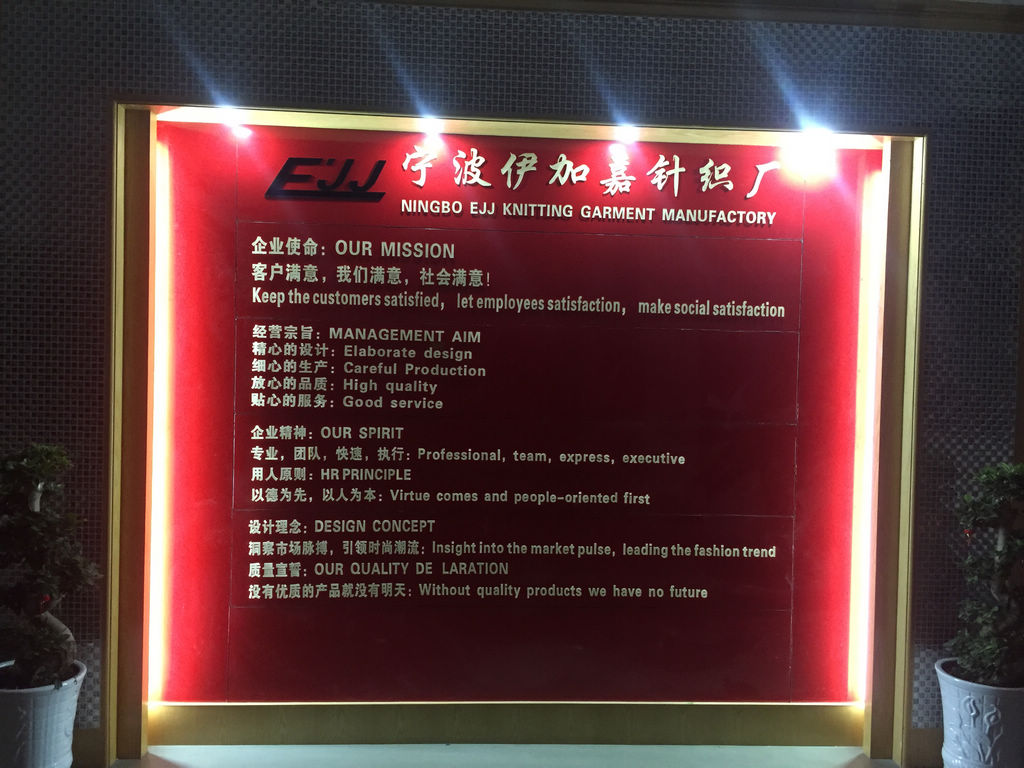 EJJ 宁波伊加嘉针织厂
NINGBO EJJ KNITTING GARMENT MANUFACTORY
企业使命: OUR MISSION
客户满意, 我们满意, 社会满意!
Keep the customers satisfied, let employees satisfaction, make social satisfaction
经营宗旨: MANAGEMENT AIM
精心的设计: Elaborate design
细心的生产: Careful Production
放心的品质: High quality
贴心的服务: Good service
企业精神: OUR SPIRIT
专业, 团队, 快速, 执行: Professional, team, express, executive
用人原则: HR PRINCIPLE
以德为先, 以人为本: Virtue comes and people-oriented first
设计理念: DESIGN CONCEPT
洞察市场脉搏, 引领时尚潮流: Insight into the market pulse, leading the fashion trend
质量宣誓: OUR QUALITY DE LARATION
没有优质的产品就没有明天: Without quality products we have no future